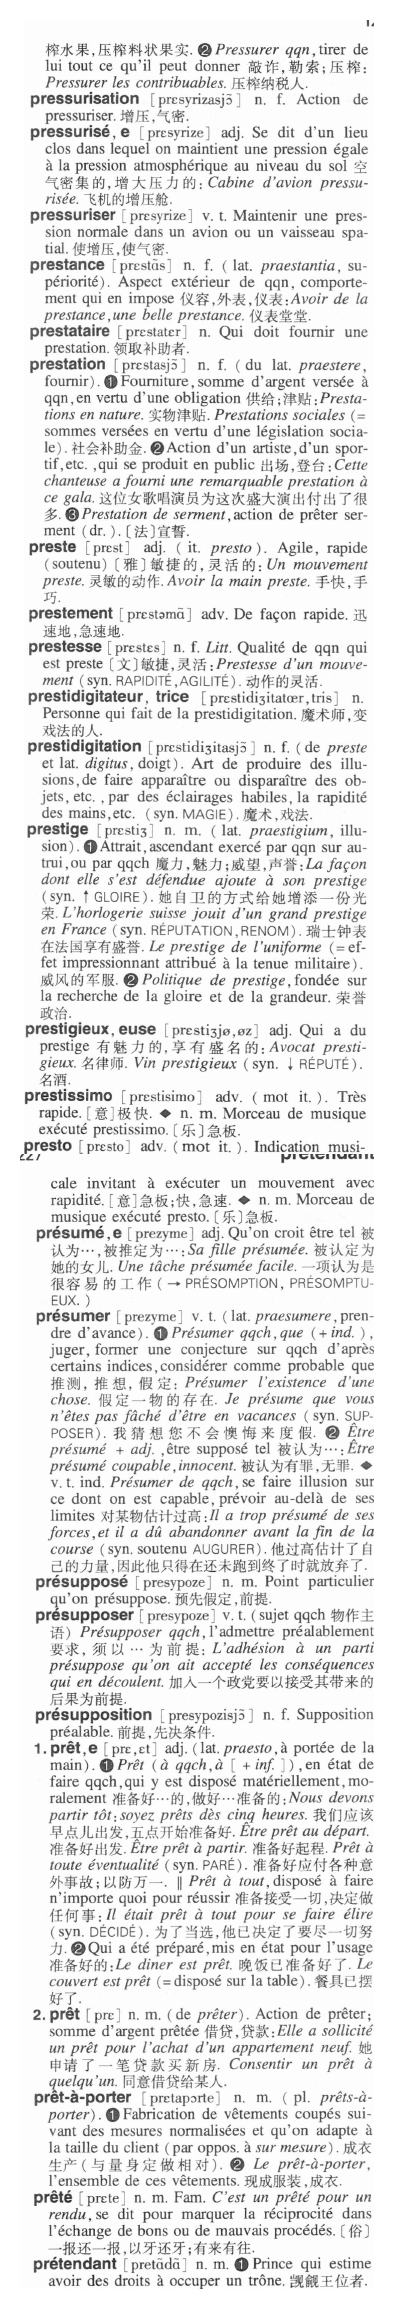 榨水果,压榨料状果实. ❷ Pressurer qqn, tirer de
lui tout ce qu'il peut donner 敲诈,勒索;压榨:
Pressurer les contribuables. 压榨纳税人.
pressurisation [presyrizasjɔ̃] n. f. Action de
pressuriser. 增压,气密.
pressurisé, e [presyrize] adj. Se dit d'un lieu
clos dans lequel on maintient une pression égale
à la pression atmosphérique au niveau du sol 空
气密集的,增大压力的: Cabine d'avion pressu-
risée. 飞机的增压舱.
pressuriser [presyrize] v. t. Maintenir une pres-
sion normale dans un avion ou un vaisseau spa-
tial. 使增压,使气密.
prestance [prɛstɑ̃s] n. f. ( lat. praestantia, su-
périorité). Aspect extérieur de qqn, comporte-
ment qui en impose 仪容,外表,仪表: Avoir de la
prestance, une belle prestance. 仪表堂堂.
prestataire [prɛstatɛr] n. Qui doit fournir une
prestation. 领取补助者.
prestation [prɛstasjɔ̃] n. f. ( du lat. praestere,
fournir). ❶ Fourniture, somme d'argent versée à
qqn, en vertu d'une obligation 供给;津贴: Presta-
tions en nature. 实物津贴. Prestations sociales (=
sommes versées en vertu d'une législation socia-
le). 社会补助金. ❷ Action d'un artiste, d'un spor-
tif, etc. , qui se produit en public 出场,登台: Cette
chanteuse a fourni une remarquable prestation à
ce gala. 这位女歌唱演员为这次盛大演出付出了很
多. ❸ Prestation de serment, action de prêter ser-
ment (dr. ). [法]宣誓.
preste [prɛst] adj. ( it. presto ). Agile, rapide
(soutenu) [雅]敏捷的,灵活的: Un mouvement
preste. 灵敏的动作. Avoir la main preste. 手快,手
巧.
prestement [prɛstəmɑ̃] adv. De façon rapide. 迅
速地,急速地.
prestesse [prɛstɛs] n. f. Litt. Qualité de qqn qui
est preste [文]敏捷,灵活: Prestesse d'un mouve-
ment (syn. RAPIDITÉ, AGILITÉ). 动作的灵活.
prestidigitateur, trice [prɛstidiʒitatœr,tris] n.
Personne qui fait de la prestidigitation. 魔术师,变
戏法的人.
prestidigitation [prɛstidiʒitasjɔ̃] n. f. ( de preste
et lat. digitus, doigt). Art de produire des illu-
sions, de faire apparaître ou disparaître des ob-
jets, etc. , par des éclairages habiles, la rapidité
des mains, etc. (syn. MAGIE). 魔术,戏法.
prestige [prɛstiʒ] n. m. ( lat. praestigium, illu-
sion). ❶ Attrait, ascendant exercé par qqn sur au-
trui, ou par qqch 魔力,魅力;威望,声誉: La façon
dont elle s'est défendue ajoute à son prestige
(syn. ↑ GLOIRE). 她自卫的方式给她增添一份光
荣. L'horlogerie suisse jouit d'un grand prestige
en France (syn. RÉPUTATION, RENOM). 瑞士钟表
在法国享有盛誉. Le prestige de l'uniforme (= ef-
fet impressionnant attribué à la tenue militaire).
威风的军服. ❷ Politique de prestige, fondée sur
la recherche de la gloire et de la grandeur. 荣誉
政治.
prestigieux, euse [prɛstiʒjø,øz] adj. Qui a du
prestige 有魅力的,享有盛名的: Avocat presti-
gieux. 名律师. Vin prestigieux (syn. ↓ RÉPUTÉ).
名酒.
prestissimo [prɛstisimo] adv. ( mot it. ). Très
rapide. [意]极快. ◆ n. m. Morceau de musique
exécuté prestissimo. [乐]急板.
presto [prɛsto] adv. (mot it. ). Indication musi-
227 prétendant
cale invitant à exécuter un mouvement avec
rapidité. [意]急板;快,急速. ◆ n. m. Morceau de
musique exécuté presto. [乐]急板.
présumé, e [prezyme] adj. Qu'on croit être tel 被
认为…,被推定为…: Sa fille présumée. 被认定为
她的女儿. Une tâche présumée facile. 一项认为是
很容易的工作 (→ PRÉSOMPTION, PRÉSOMPTU-
EUX. )
présumer [prezyme] v. t. ( lat. praesumere, pren-
dre d'avance). ❶ Présumer qqch, que ( + ind. ) ,
juger, former une conjecture sur qqch d'après
certains indices, considérer comme probable que
推测, 推想, 假定: Présumer l'existence d'une
chose. 假定一物的存在. Je présume que vous
n'êtes pas fâché d'être en vacances (syn. SUP-
POSER). 我猜想您不会懊悔来度假. ❷ Être
présumé + adj. , être supposé tel 被认为…: Être
présumé coupable, innocent. 被认为有罪,无罪. ◆
v. t. ind. Présumer de qqch, se faire illusion sur
ce dont on est capable, prévoir au-delà de ses
limites 对某物估计过高: Il a trop présumé de ses
forces, et il a dû abandonner avant la fin de la
course (syn. soutenu AUGURER). 他过高估计了自
己的力量,因此他只得在还未跑到终了时就放弃了.
présupposé [presypoze] n. m. Point particulier
qu'on présuppose. 预先假定,前提.
présupposer [presypoze] v. t. (sujet qqch 物作主
语) Présupposer qqch, l'admettre préalablement
要求, 须以 … 为前提: L'adhésion à un parti
présuppose qu'on ait accepté les conséquences
qui en découlent. 加入一个政党要以接受其带来的
后果为前提.
présupposition [presypozisjɔ̃] n. f. Supposition
préalable. 前提,先决条件.
1. prêt, e [prɛ,ɛt] adj. (lat. praesto, à portée de la
main). ❶ Prêt (à qqch, à [ + inf. ] ), en état de
faire qqch, qui y est disposé matériellement, mo-
ralement 准备好…的,做好…准备的: Nous devons
partir tôt: soyez prêts dès cinq heures. 我们应该
早点儿出发,五点开始准备好. Être prêt au départ.
准备好出发. Être prêt à partir. 准备好起程. Prêt à
toute éventualité (syn. PARÉ). 准备好应付各种意
外事故;以防万一. ‖ Prêt à tout, disposé à faire
n'importe quoi pour réussir 准备接受一切,决定做
任何事: Il était prêt à tout pour se faire élire
(syn. DÉCIDÉ). 为了当选,他已决定了要尽一切努
力. ❷ Qui a été préparé, mis en état pour l'usage
准备好的: Le diner est prêt. 晚饭已准备好了. Le
couvert est prêt (= disposé sur la table). 餐具已摆
好了.
2. prêt [prɛ] n. m. ( de prêter). Action de prêter;
somme d'argent prêtée 借贷,贷款: Elle a sollicité
un prêt pour l'achat d'un appartement neuf. 她
申请了一笔贷款买新房. Consentir un prêt à
quelqu'un. 同意借贷给某人.
prêt-à-porter [prɛtapɔrte] n. m. ( pl. prêts-à-
porter). ❶ Fabrication de vêtements coupés sui-
vant des mesures normalisées et qu'on adapte à
la taille du client (par oppos. à sur mesure). 成衣
生产 (与量身定做相对). ❷ Le prêt-à-porter,
l'ensemble de ces vêtements. 现成服装,成衣.
prêté [prɛte] n. m. Fam. C'est un prêté pour un
rendu, se dit pour marquer la réciprocité dans
l'échange de bons ou de mauvais procédés. [俗]
一报还一报,以牙还牙;有来有往.
prétendant [pretɑ̃dɑ̃] n. m. ❶ Prince qui estime
avoir des droits à occuper un trône. 觊觎王位者.